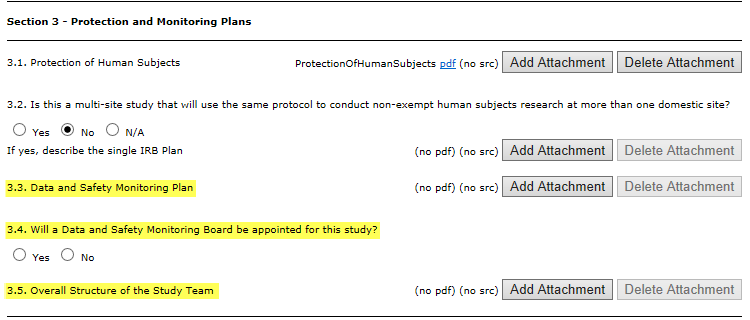 Section 3 - Protection and Monitoring Plans
3.1. Protection of Human Subjects ProtectionOfHumanSubjects pdf (no src) Add Attachment Delete Attachment
3.2. Is this a multi-site study that will use the same protocol to conduct non-exempt human subjects research at more than one domestic site?
Yes No N/A
If yes, describe the single IRB Plan (no pdf) (no src) Add Attachment Delete Attachment
3.3. Data and Safety Monitoring Plan (no pdf) (no src) Add Attachment Delete Attachment
3.4. Will a Data and Safety Monitoring Board be appointed for this study?
Yes No
3.5. Overall Structure of the Study Team (no pdf) (no src) Add Attachment Delete Attachment